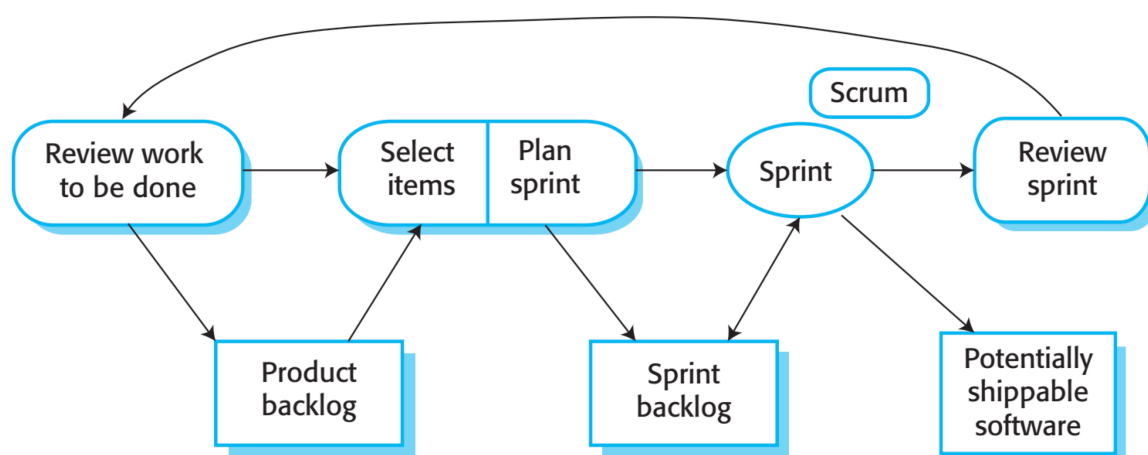 Scrum
Review work
to be done
Select
items
Plan
sprint
Sprint
Review
sprint
Product
backlog
Sprint
backlog
Potentially
shippable
software